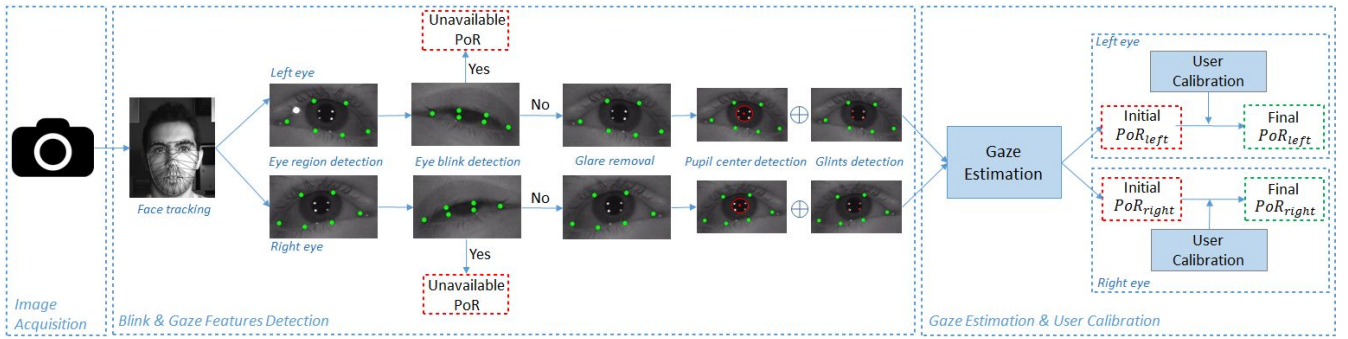 Image
Acquisition
Face tracking
Left eye
Right eye
Eye region detection
Unavailable
PoR
Yes
No
Eye blink detection
No
Yes
Unavailable
PoR
Glare removal
Pupil center detection
Glints detection
Blink & Gaze Features Detection
Gaze
Estimation
Left eye
User
Calibration
Initial
PoR_left
Final
PoR_left
Initial
PoR_right
Final
PoR_right
User
Calibration
Right eye
Gaze Estimation & User Calibration